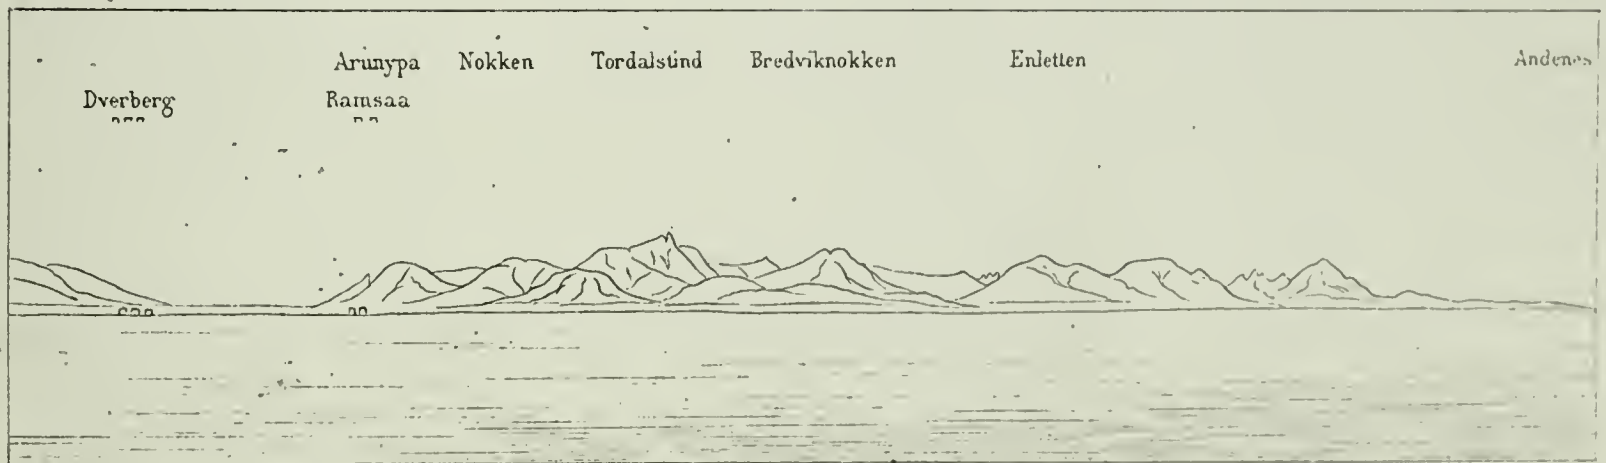 Arunypa Nokken Tordalstind Bredviknokken Enletten Andenes
Dverberg Ramsaa